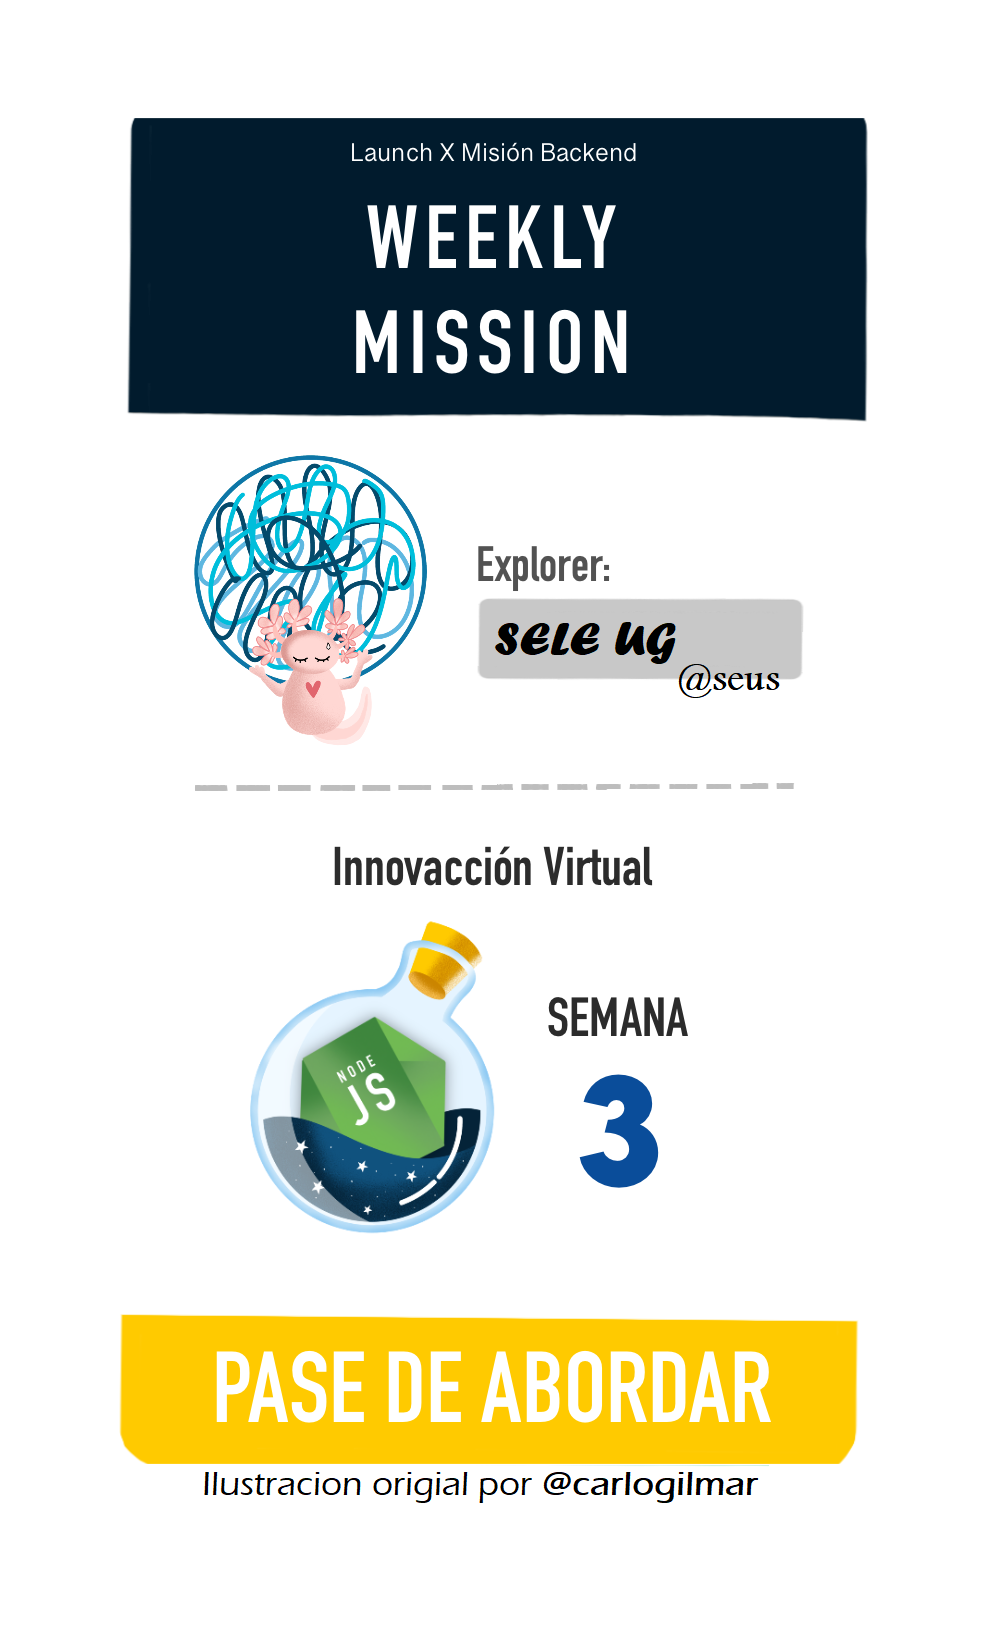 Launch X Misión Backend
WEEKLY
MISSION
Explorer:
SELE UG
@seus
Innovacción Virtual
NODE
JS
SEMANA
3
PASE DE ABORDAR
Ilustracion origial por @carlogilmar